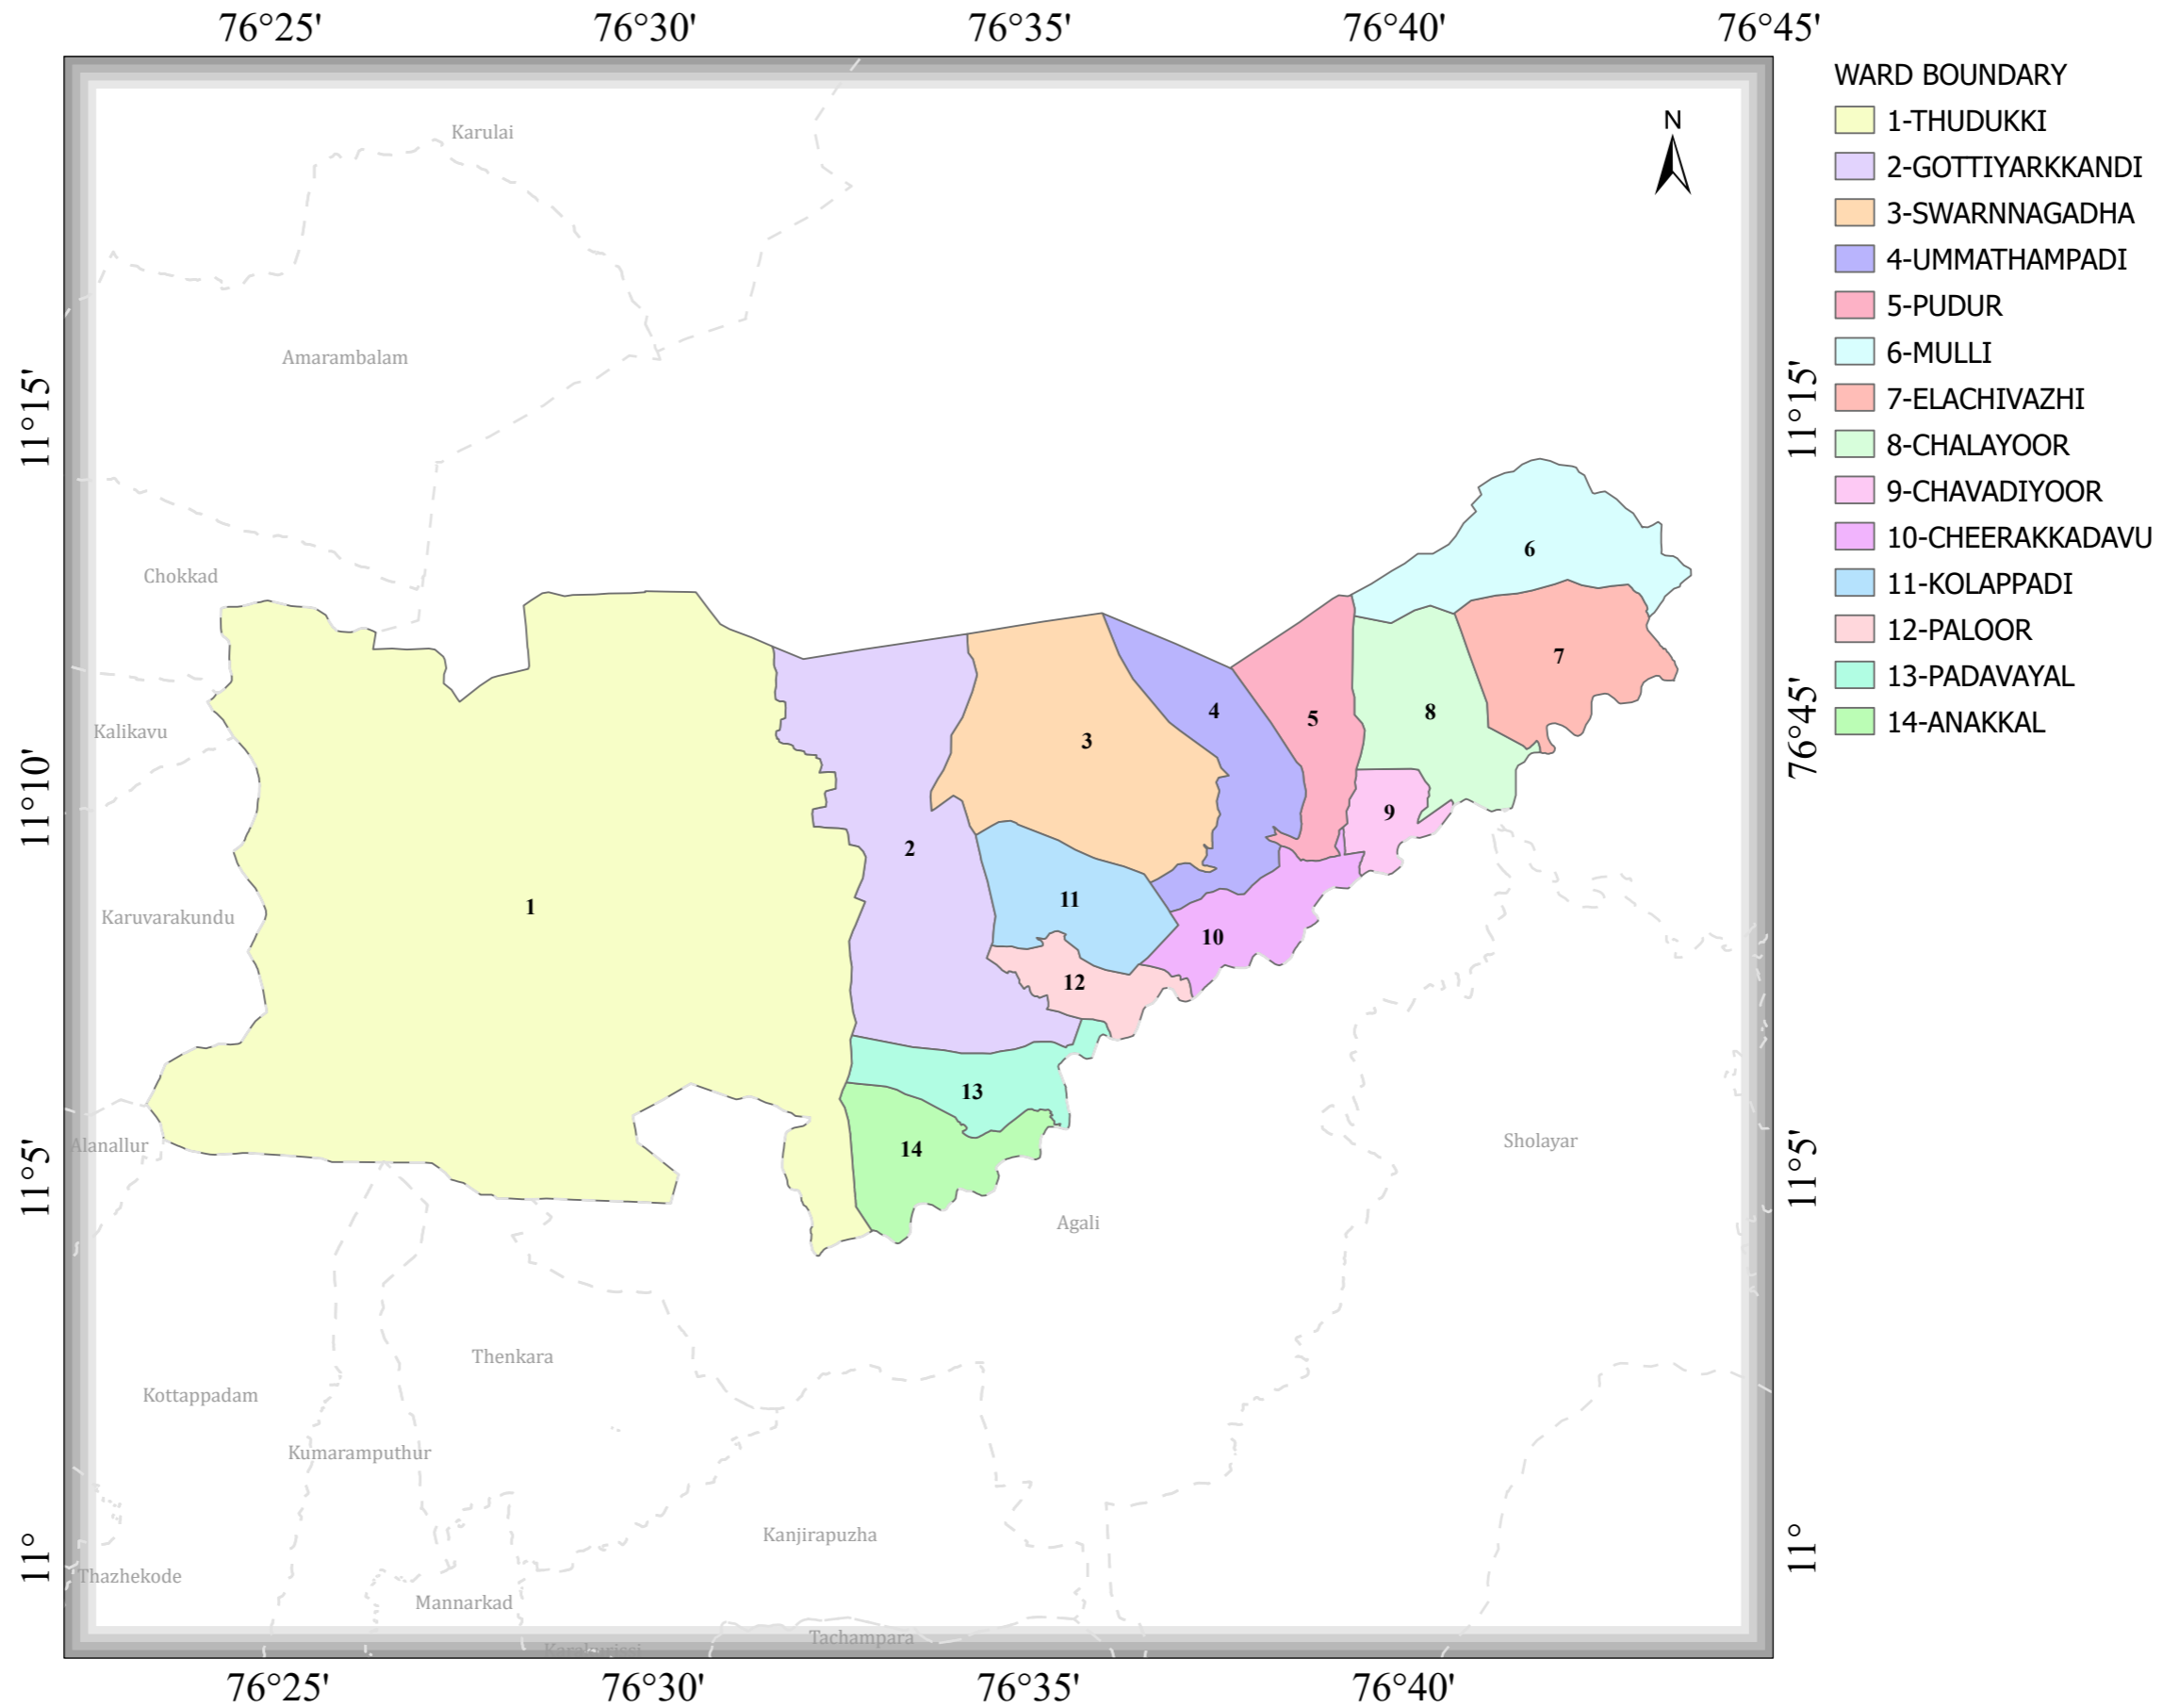 76°25' 76°30' 76°35' 76°40' 76°45'
WARD BOUNDARY
1-THUDUKKI
2-GOTTIYARKKANDI
3-SWARNNAGADHA
4-UMMATHAMPADI
5-PUDUR
6-MULLI
7-ELACHIVAZHI
8-CHALAYOOR
9-CHAVADIYOOR
10-CHEERAKKADAVU
11-KOLAPPADI
12-PALOOR
13-PADAVAYAL
14-ANAKKAL
N
Karulai
Amarambalam
11°15'
11°15'
6
Chokkad
7
4
8
5
Kalikavu
3
76°45'
11°10'
9
2
11
1
Karuvarakundu
10
12
13
Alanallur
14
Sholayar
11°5'
11°5'
Agali
Thenkara
Kottappadam
Kumaramputhur
Kanjirapuzha
11°
11°
Thazhekode
Mannarkad
Tachampara
Karakurissi
76°25' 76°30' 76°35' 76°40'